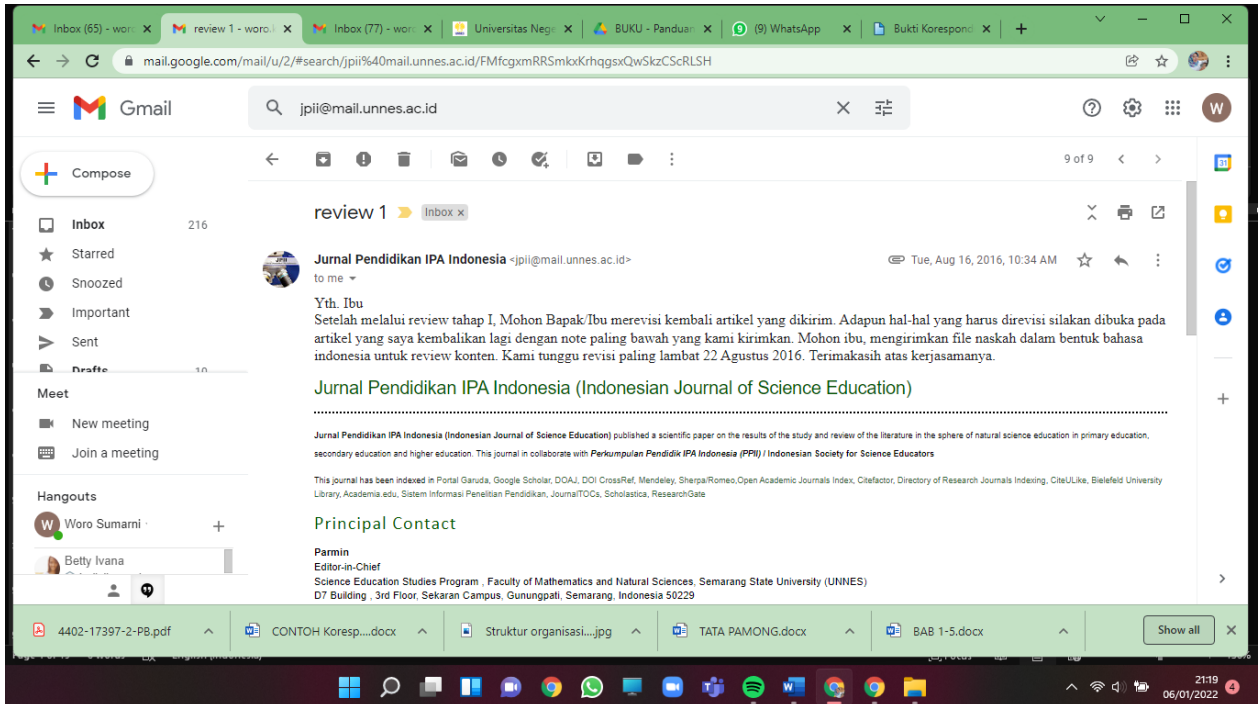 Inbox (65) - wor
review 1 - woro.
Inbox (77) - woro
Universitas Nege
BUKU - Panduan
(9) WhatsApp
Bukti Korespond
mail.google.com/mail/u/2/#search/jpii%40mail.unnes.ac.id/FMfcgxmRRSmkxKrhqgsxQwSkzCScRLSH
Gmail
jpii@mail.unnes.ac.id
W
Compose
9 of 9
31
review 1
Inbox ×
Inbox 216
Starred
Snoozed
Important
Sent
Drafts 10
Jurnal Pendidikan IPA Indonesia <jpii@mail.unnes.ac.id>
Tue, Aug 16, 2016, 10:34 AM
to me
Yth. Ibu
Setelah melalui review tahap I, Mohon Bapak/Ibu merevisi kembali artikel yang dikirim. Adapun hal-hal yang harus direvisi silakan dibuka pada
artikel yang saya kembalikan lagi dengan note paling bawah yang kami kirimkan. Mohon ibu, mengirimkan file naskah dalam bentuk bahasa
indonesia untuk review konten. Kami tunggu revisi paling lambat 22 Agustus 2016. Terimakasih atas kerjasamanya.
Jurnal Pendidikan IPA Indonesia (Indonesian Journal of Science Education)
Jurnal Pendidikan IPA Indonesia (Indonesian Journal of Science Education) published a scientific paper on the results of the study and review of the literature in the sphere of natural science education in primary education,
secondary education and higher education. This journal in collaborate with Perkumpulan Pendidik IPA Indonesia (PPII) / Indonesian Society for Science Educators
This journal has been indexed in Portal Garuda, Google Scholar, DOAJ, DOI CrossRef, Mendeley, Sherpa/Romeo,Open Academic Journals Index, Citefactor, Directory of Research Journals Indexing, CiteULike, Bielefeld University
Library, Academia.edu, Sistem Informasi Penelitian Pendidikan, JournalTOCs, Scholastica, ResearchGate
Principal Contact
Parmin
Editor-in-Chief
Science Education Studies Program , Faculty of Mathematics and Natural Sciences, Semarang State University (UNNES)
D7 Building , 3rd Floor, Sekaran Campus, Gunungpati, Semarang, Indonesia 50229
Meet
New meeting
Join a meeting
Hangouts
W
Woro Sumarni
Betty Ivana
4402-17397-2-PB.pdf
CONTOH Koresp....docx
Struktur organisasi....jpg
TATA PAMONG.docx
BAB 1-5.docx
Show all
21:19
06/01/2022
4